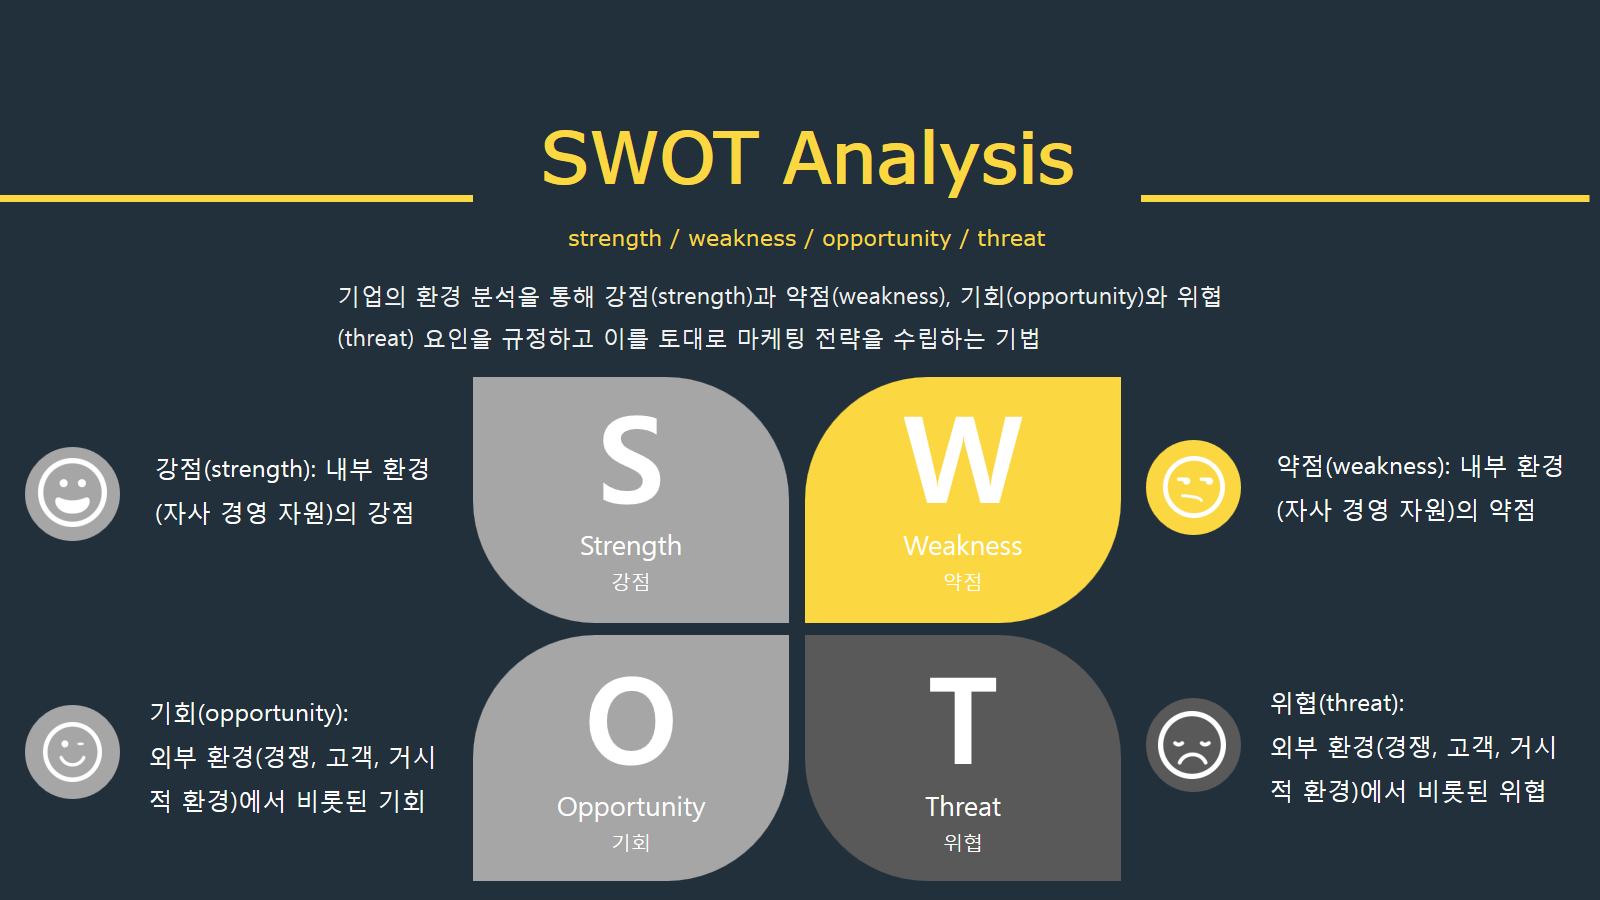 SWOT Analysis
strength / weakness / opportunity / threat
기업의 환경 분석을 통해 강점(strength)과 약점(weakness), 기회(opportunity)와 위협
(threat) 요인을 규정하고 이를 토대로 마케팅 전략을 수립하는 기법
강점(strength): 내부 환경
(자사 경영 자원)의 강점
S
Strength
강점
W
Weakness
약점
약점(weakness): 내부 환경
(자사 경영 자원)의 약점
기회(opportunity):
외부 환경(경쟁, 고객, 거시
적 환경)에서 비롯된 기회
O
Opportunity
기회
T
Threat
위협
위협(threat):
외부 환경(경쟁, 고객, 거시
적 환경)에서 비롯된 위협